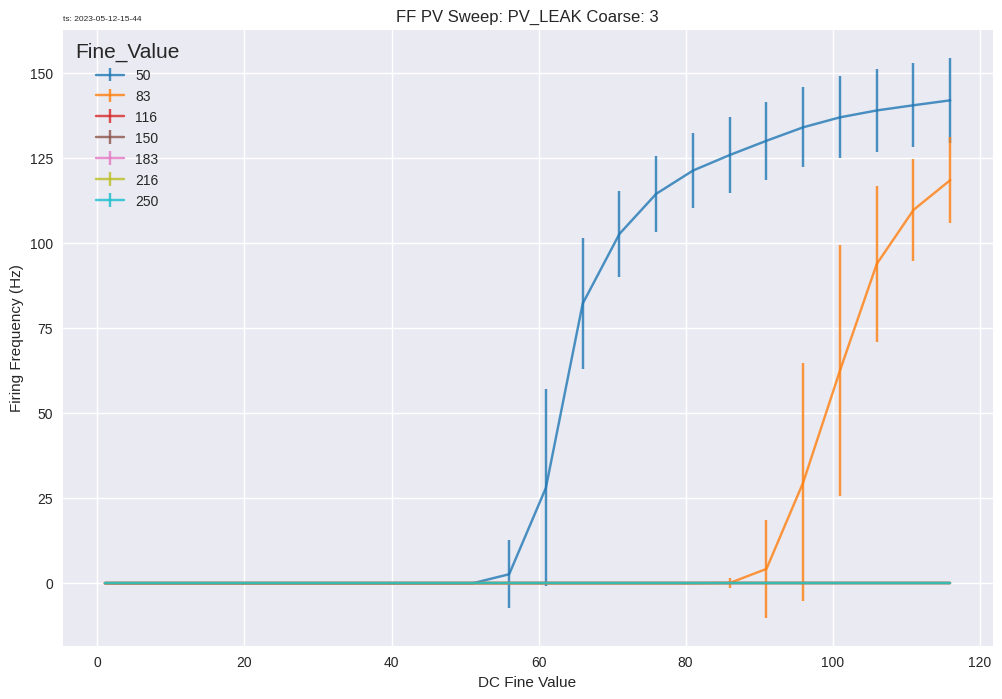 ts: 2023-05-12-15-44
FF PV Sweep: PV_LEAK Coarse: 3
Fine_Value
50
83
116
150
183
216
250
150
125
100
75
50
25
0
Firing Frequency (Hz)
0 20 40 60 80 100 120
DC Fine Value